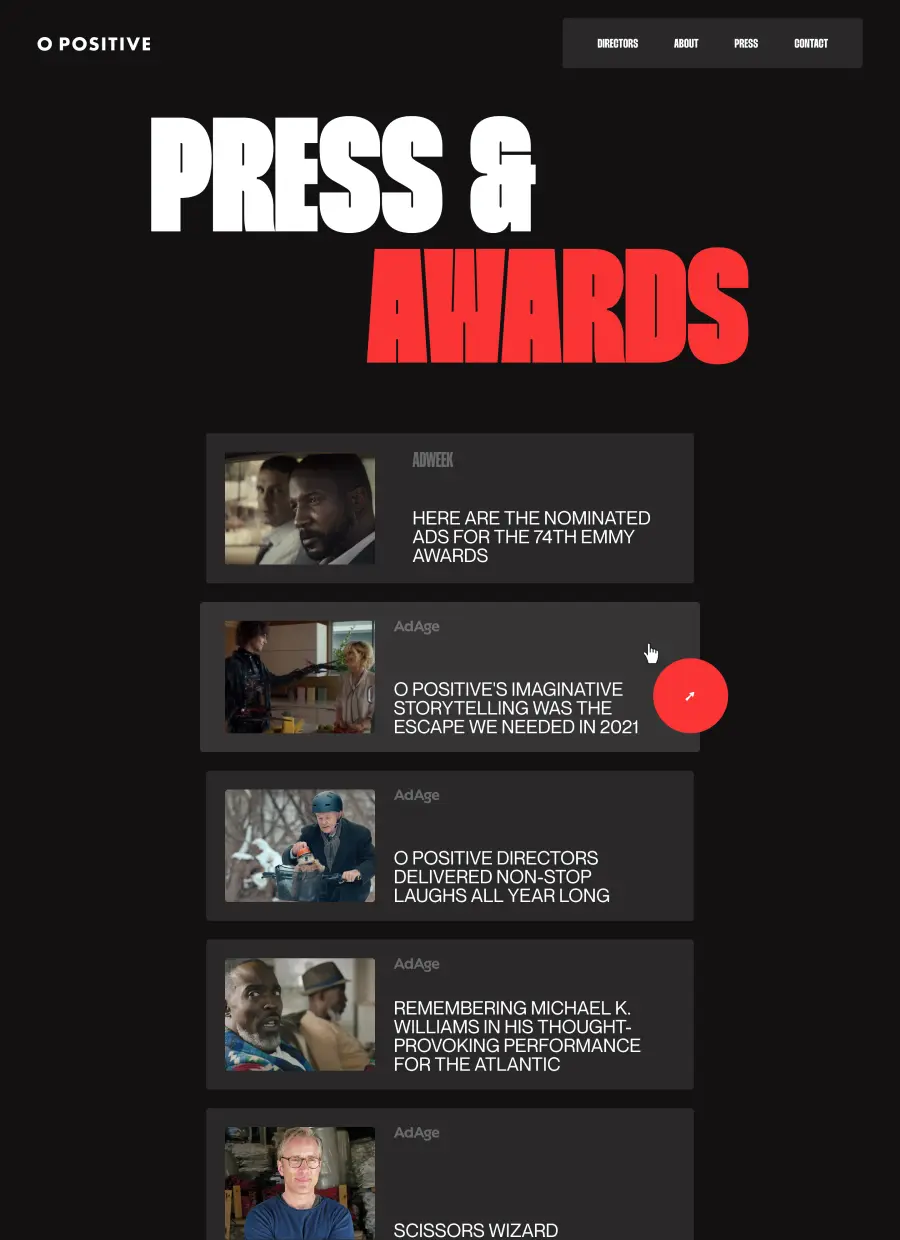 O POSITIVE
DIRECTORS ABOUT PRESS CONTACT
PRESS &
AWARDS
ADWEEK
HERE ARE THE NOMINATED
ADS FOR THE 74TH EMMY
AWARDS
AdAge
O POSITIVE'S IMAGINATIVE
STORYTELLING WAS THE
ESCAPE WE NEEDED IN 2021
AdAge
O POSITIVE DIRECTORS
DELIVERED NON-STOP
LAUGHS ALL YEAR LONG
AdAge
REMEMBERING MICHAEL K.
WILLIAMS IN HIS THOUGHT-
PROVOKING PERFORMANCE
FOR THE ATLANTIC
AdAge
SCISSORS WIZARD